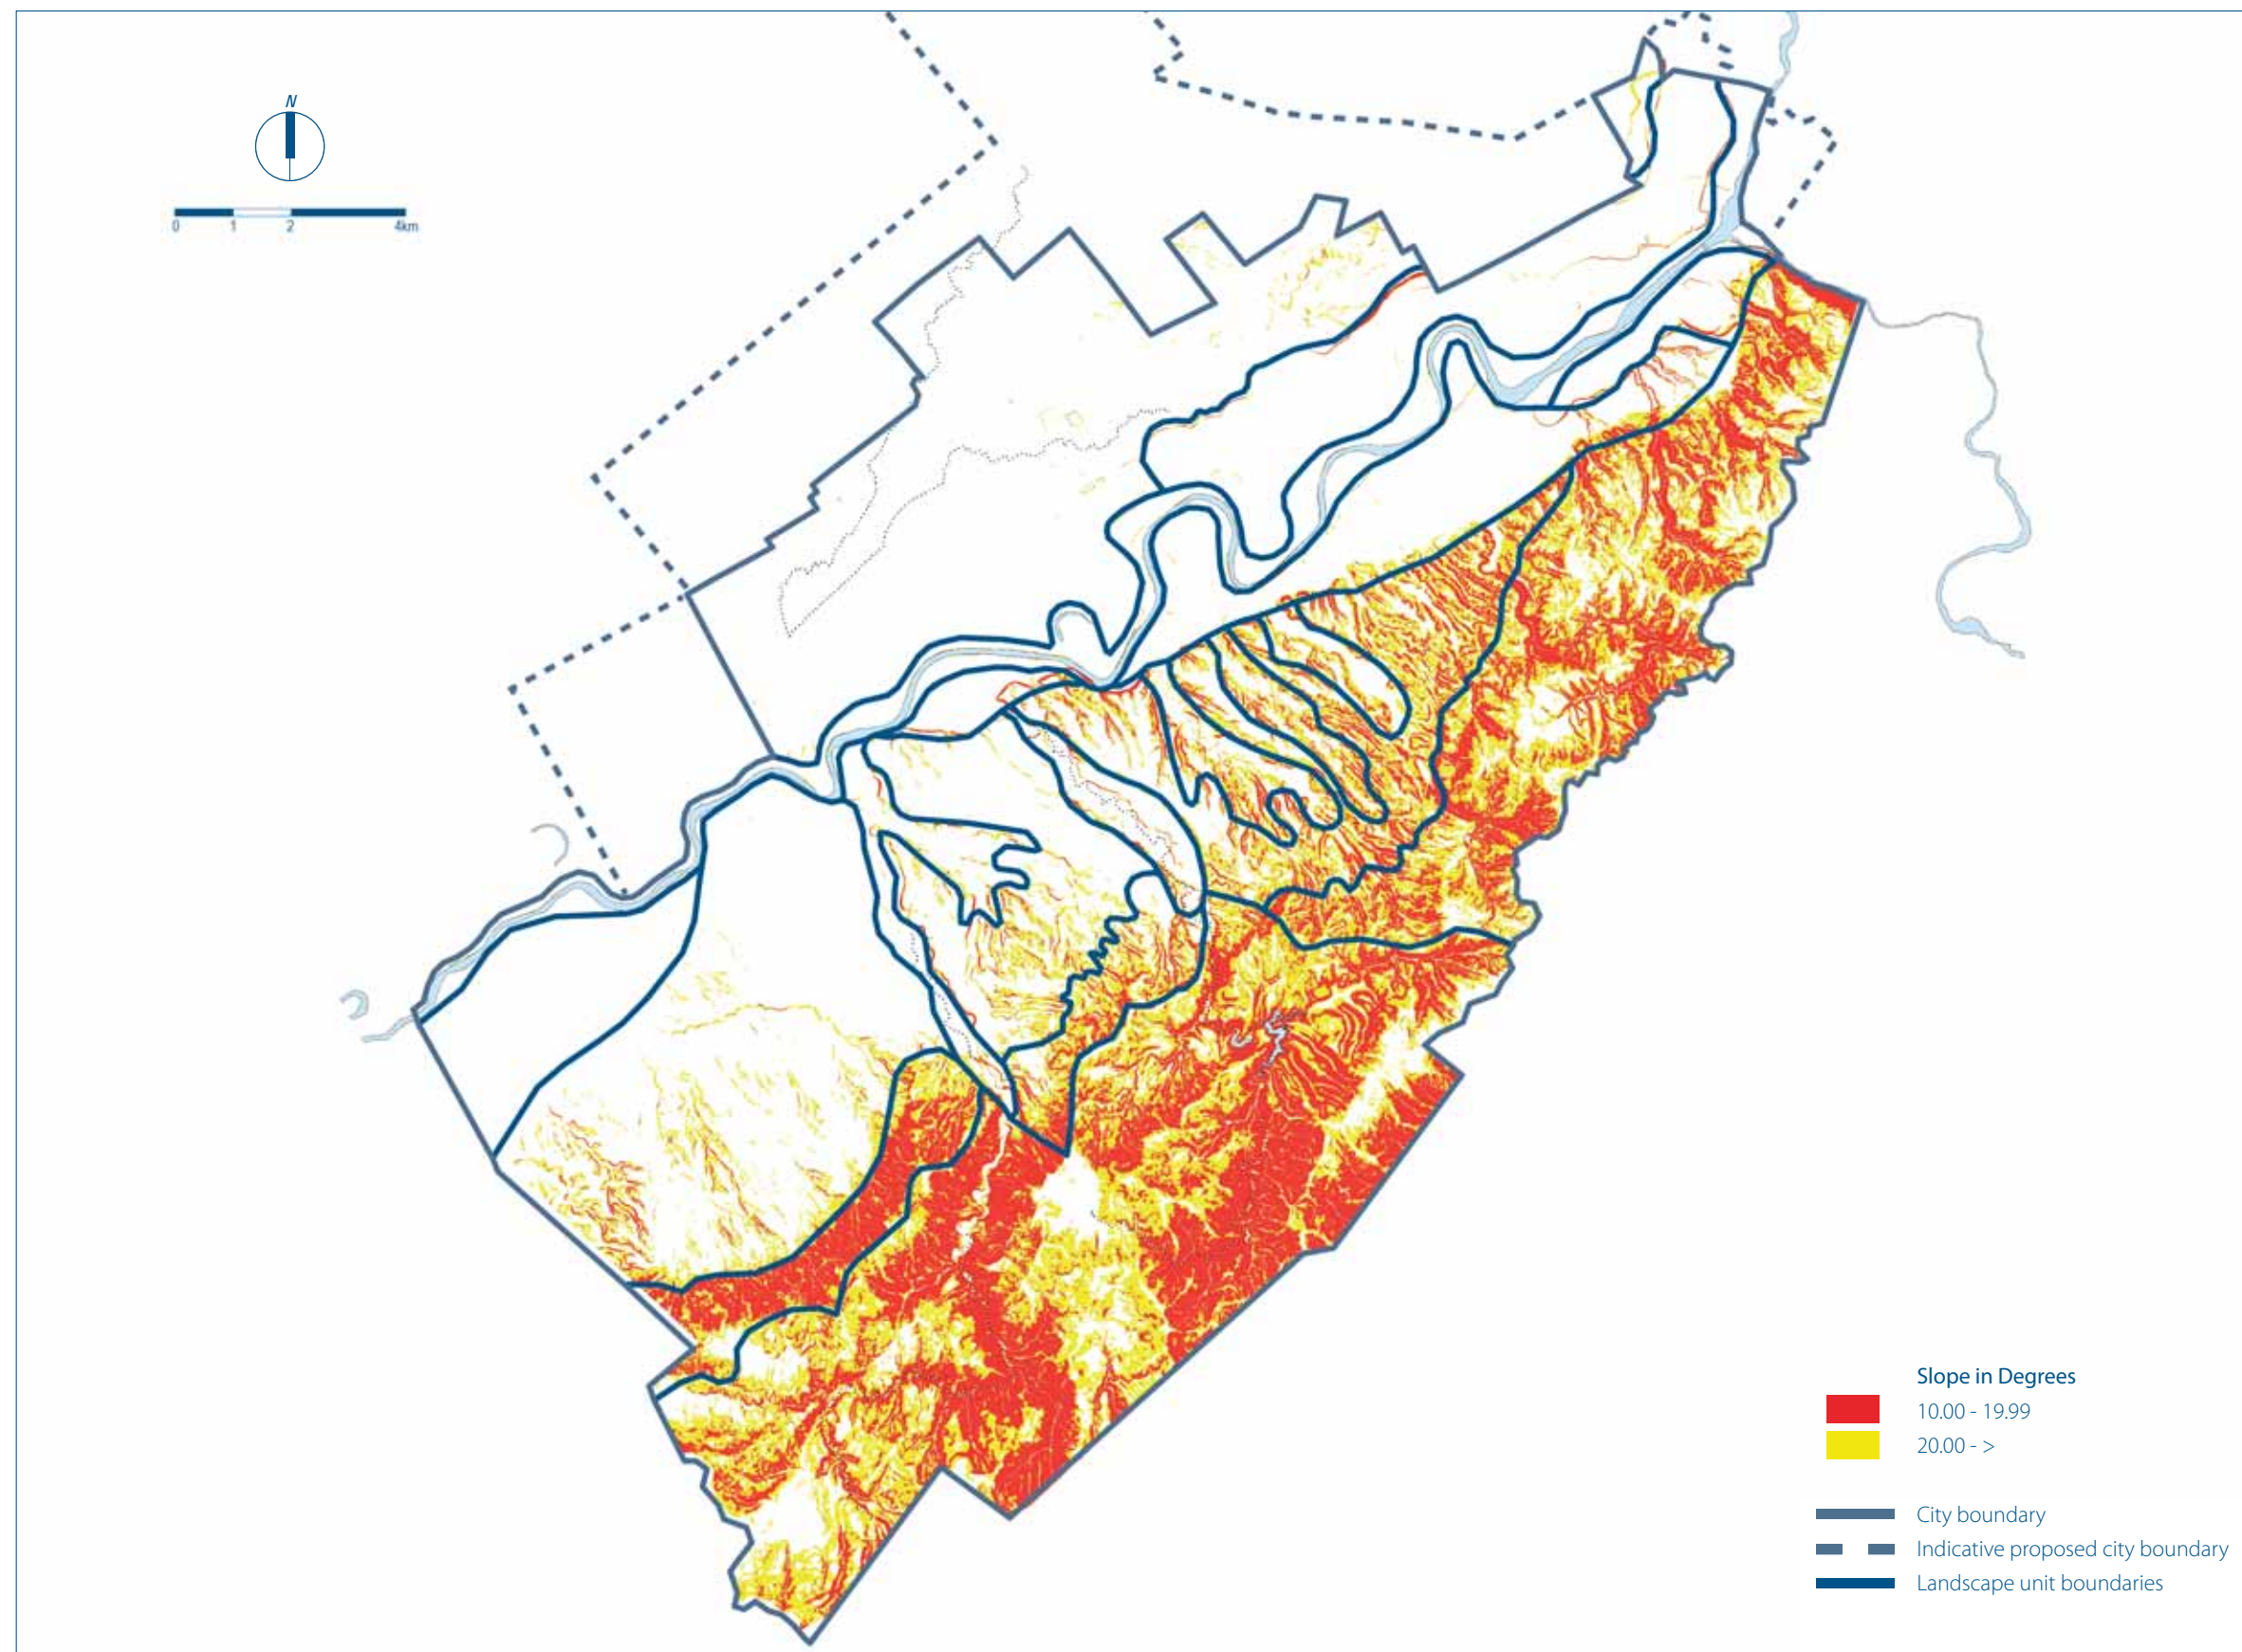 N
0 1 2 4km
Slope in Degrees
10.00 - 19.99
20.00 - >
City boundary
Indicative proposed city boundary
Landscape unit boundaries